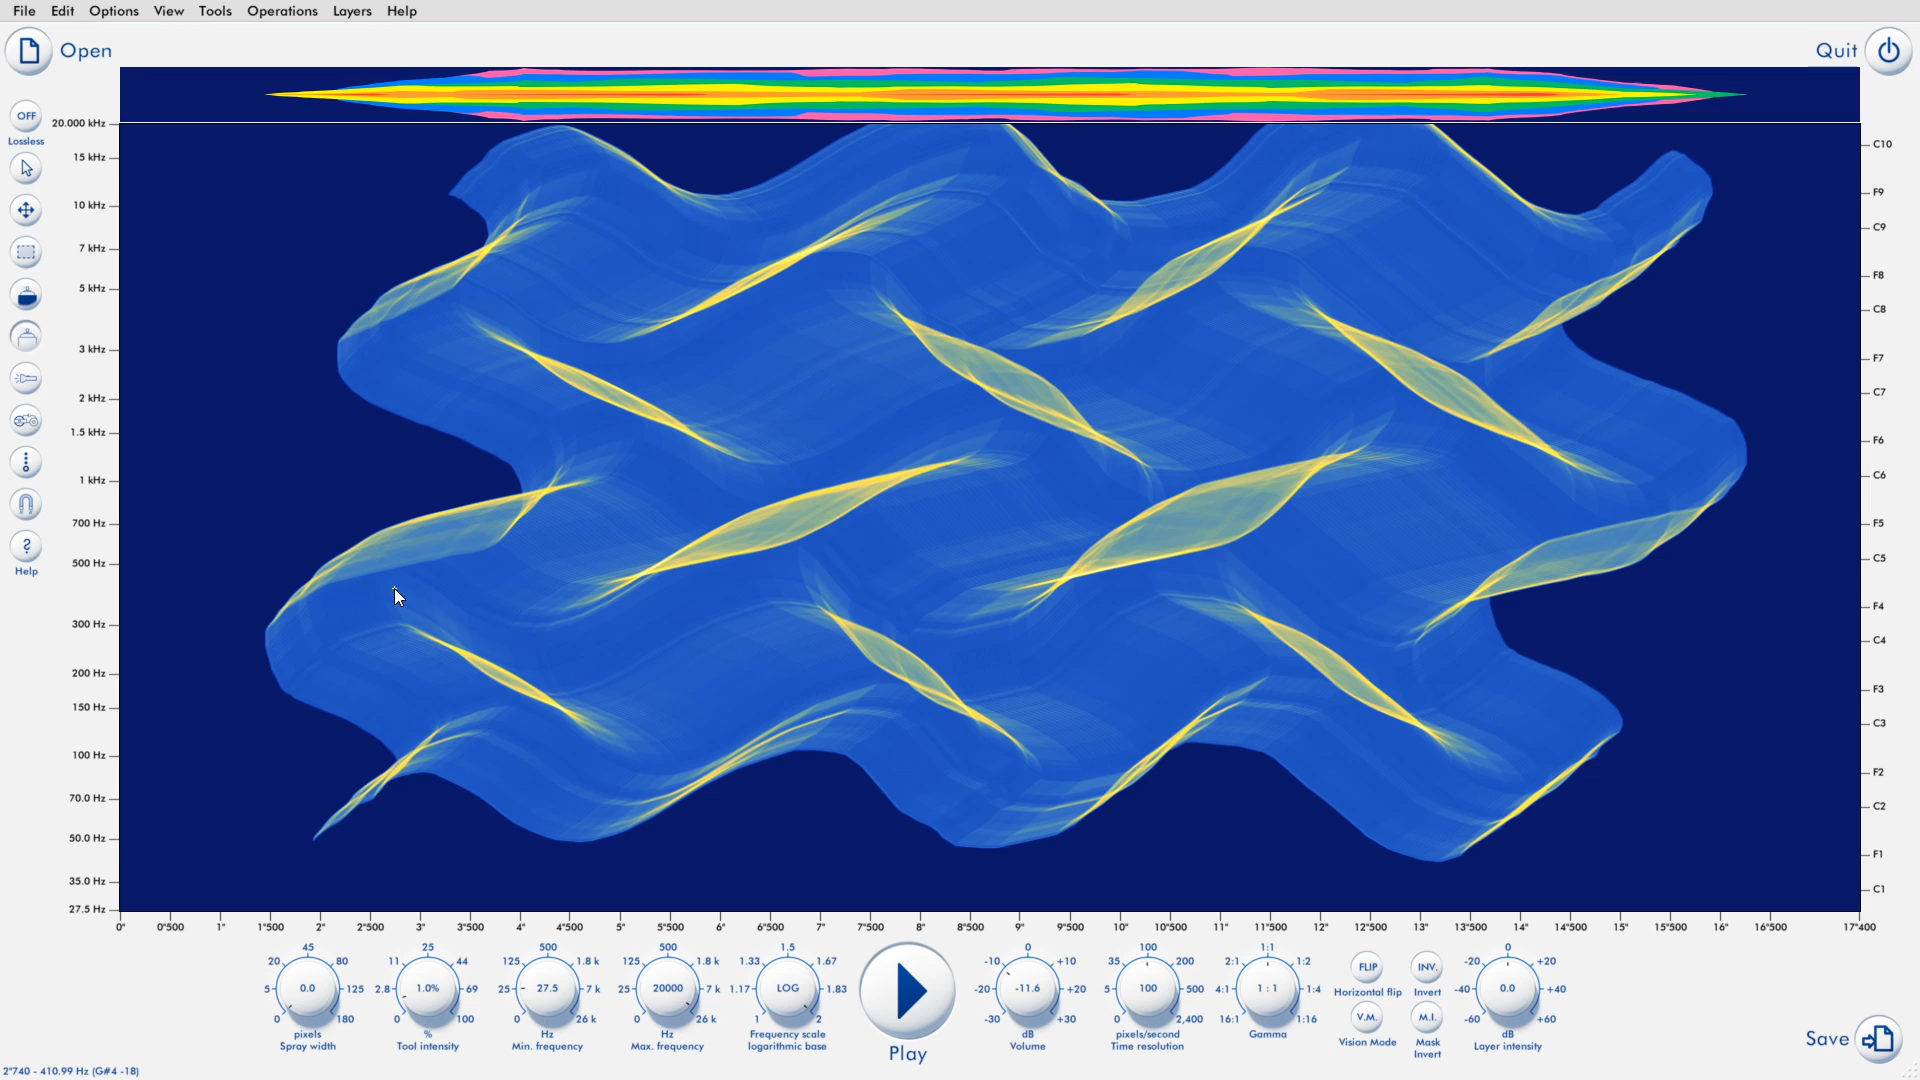 File Edit Options View Tools Operations Layers Help
Open
Quit
OFF
Lossless
20.000 kHz
15 kHz
10 kHz
7 kHz
5 kHz
3 kHz
2 kHz
1.5 kHz
1 kHz
700 Hz
500 Hz
300 Hz
200 Hz
150 Hz
100 Hz
70.0 Hz
50.0 Hz
35.0 Hz
27.5 Hz
?
Help
C10
F9
C9
F8
C8
F7
C7
F6
C6
F5
C5
F4
C4
F3
C3
F2
C2
F1
C1
0" 0"500 1" 1"500 2" 2"500 3" 3"500 4" 4"500 5" 5"500 6" 6"500 7" 7"500 8" 8"500 9" 9"500 10" 10"500 11" 11"500 12" 12"500 13" 13"500 14" 14"500 15" 15"500 16" 16"500 17"400
45
20 80
5 0.0 125
0 180
pixels
Spray width
25
11 44
2.8 1.0% 69
0 100
%
Tool intensity
500
125 1.8 k
25 27.5 7 k
0 26 k
Hz
Min. frequency
500
125 1.8 k
25 20000 7 k
0 26 k
Hz
Max. frequency
1.5
1.33 1.67
1.17 LOG 1.83
1 2
Frequency scale
logarithmic base
Play
0
-10 +10
-20 -11.6 +20
-30 +30
dB
Volume
100
35 200
5 100 500
0 2,400
pixels/second
Time resolution
1:1
2:1 1:2
4:1 1 : 1 1:4
16:1 1:16
Gamma
FLIP
Horizontal flip
V.M.
Vision Mode
INV.
Invert
M.I.
Mask
Invert
0
-20 +20
-40 0.0 +40
-60 +60
dB
Layer intensity
Save
2"740 - 410.99 Hz (G#4 -18)